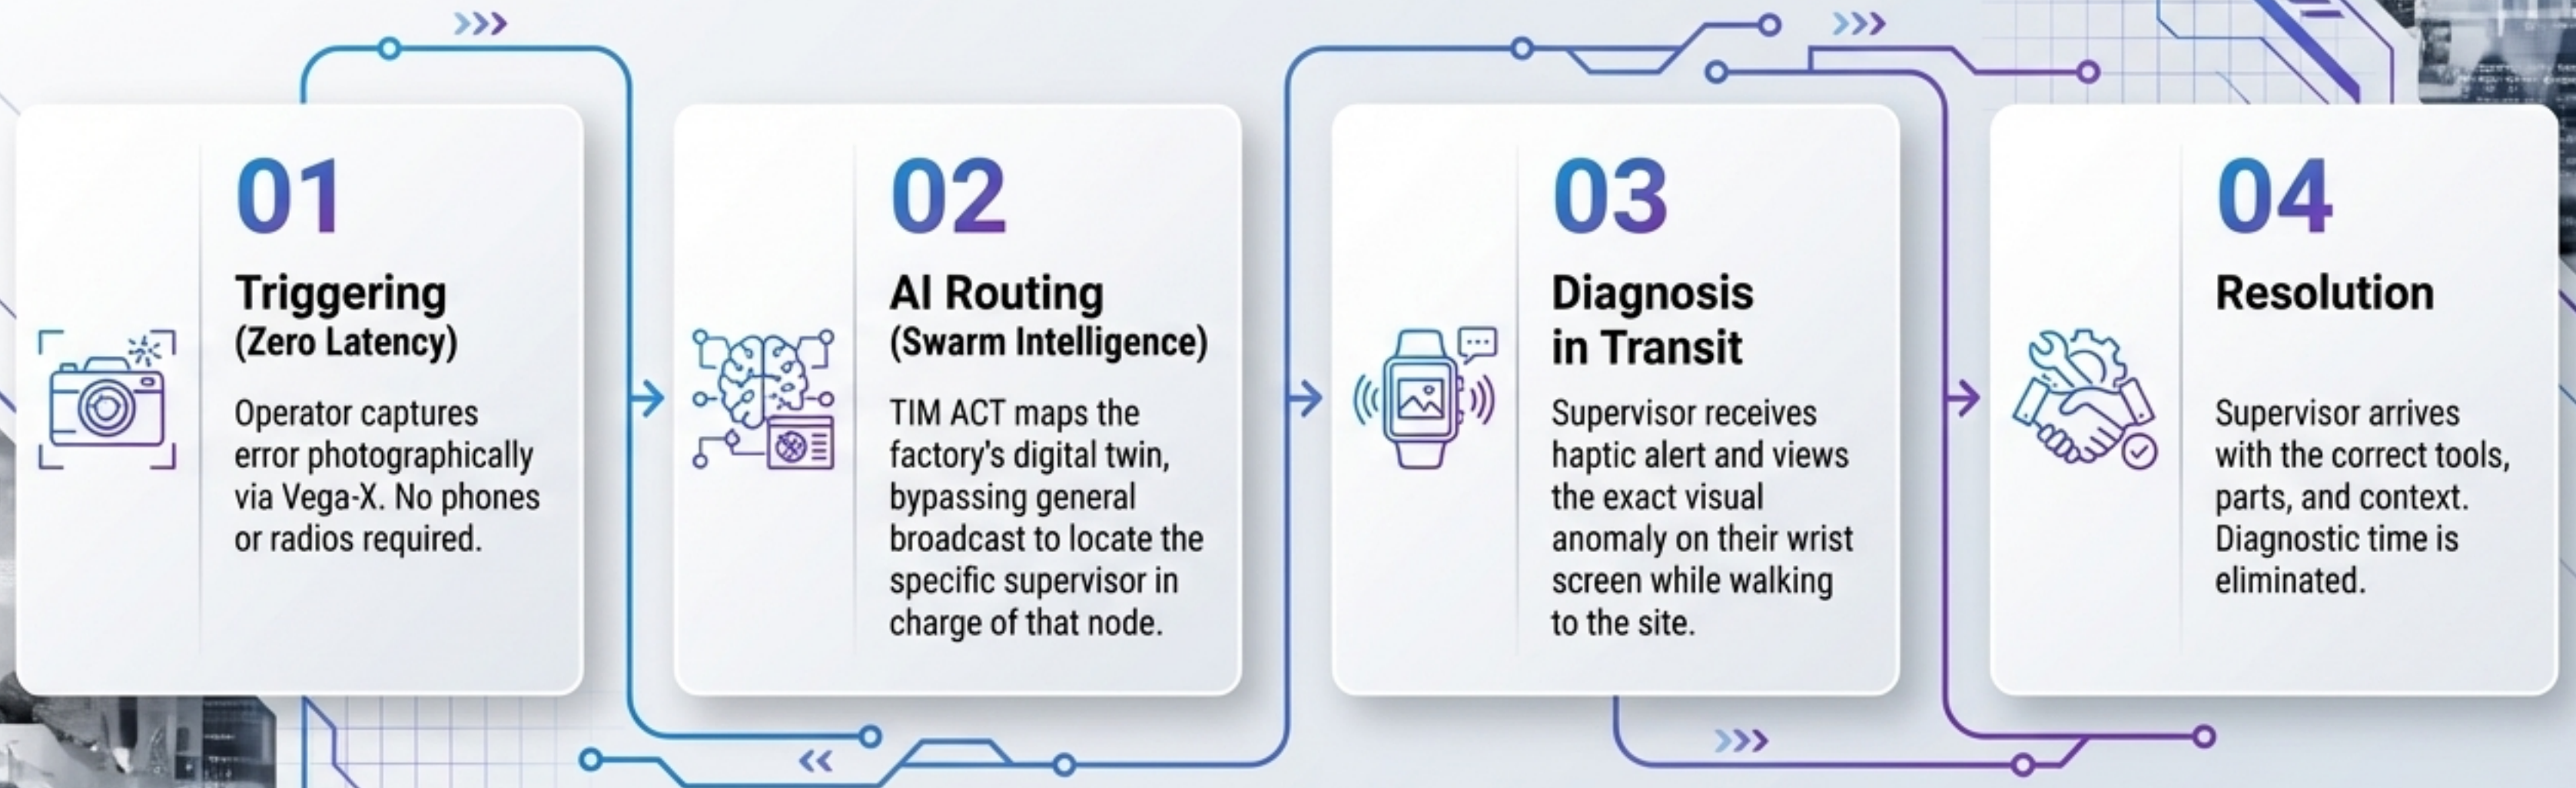 01
Triggering
(Zero Latency)
Operator captures
error photographically
via Vega-X. No phones
or radios required.
02
AI Routing
(Swarm Intelligence)
TIM ACT maps the
factory's digital twin,
bypassing general
broadcast to locate the
specific supervisor in
charge of that node.
03
Diagnosis
in Transit
Supervisor receives
haptic alert and views
the exact visual
anomaly on their wrist
screen while walking
to the site.
04
Resolution
Supervisor arrives
with the correct tools,
parts, and context.
Diagnostic time is
eliminated.